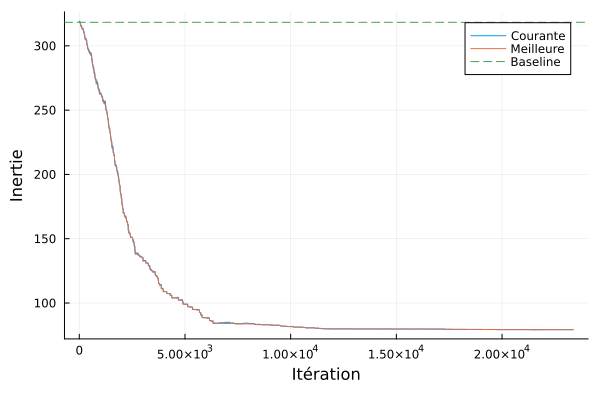 Courante
Meilleure
Baseline
300
250
200
150
100
Inertie
0
5.00×10³
1.00×10⁴
1.50×10⁴
2.00×10⁴
Itération